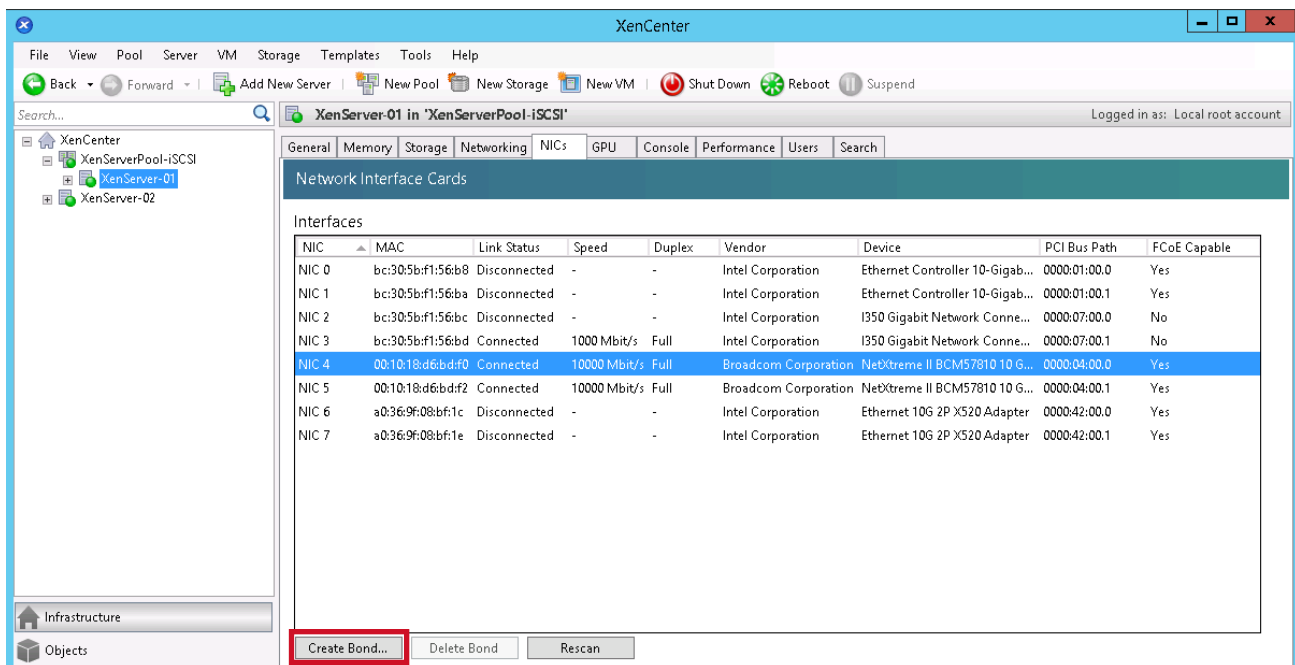 XenCenter
File View Pool Server VM Storage Templates Tools Help
Back Forward Add New Server New Pool New Storage New VM Shut Down Reboot Suspend
Search...
XenServer-01 in 'XenServerPool-iSCSI'
Logged in as: Local root account
XenCenter
XenServerPool-iSCSI
XenServer-01
XenServer-02
General Memory Storage Networking NICs GPU Console Performance Users Search
Network Interface Cards
Interfaces
NIC MAC Link Status Speed Duplex Vendor Device PCI Bus Path FCoE Capable
NIC 0 bc:30:5b:f1:56:b8 Disconnected - - Intel Corporation Ethernet Controller 10-Gigab... 0000:01:00.0 Yes
NIC 1 bc:30:5b:f1:56:ba Disconnected - - Intel Corporation Ethernet Controller 10-Gigab... 0000:01:00.1 Yes
NIC 2 bc:30:5b:f1:56:bc Disconnected - - Intel Corporation I350 Gigabit Network Conne... 0000:07:00.0 No
NIC 3 bc:30:5b:f1:56:bd Connected 1000 Mbit/s Full Intel Corporation I350 Gigabit Network Conne... 0000:07:00.1 No
NIC 4 00:10:18:d6:bd:f0 Connected 10000 Mbit/s Full Broadcom Corporation NetXtreme II BCM57810 10 G... 0000:04:00.0 Yes
NIC 5 00:10:18:d6:bd:f2 Connected 10000 Mbit/s Full Broadcom Corporation NetXtreme II BCM57810 10 G... 0000:04:00.1 Yes
NIC 6 a0:36:9f:08:bf:1c Disconnected - - Intel Corporation Ethernet 10G 2P X520 Adapter 0000:42:00.0 Yes
NIC 7 a0:36:9f:08:bf:1e Disconnected - - Intel Corporation Ethernet 10G 2P X520 Adapter 0000:42:00.1 Yes
Infrastructure
Objects
Create Bond... Delete Bond Rescan